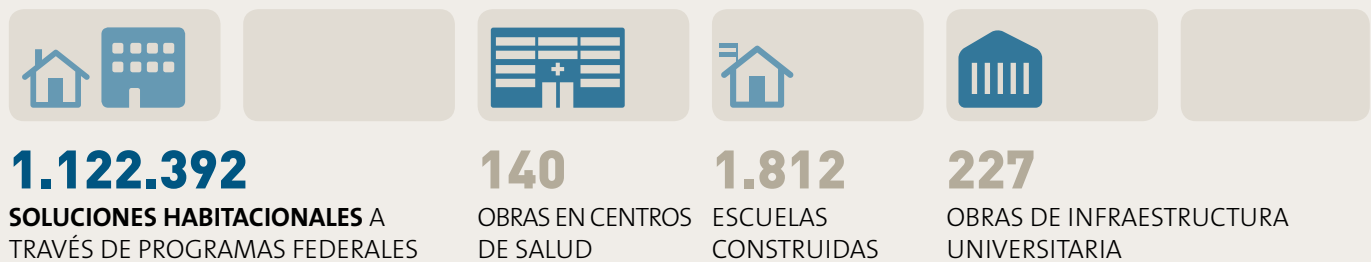 1.122.392
SOLUCIONES HABITACIONALES A
TRAVÉS DE PROGRAMAS FEDERALES
140
OBRAS EN CENTROS
DE SALUD
1.812
ESCUELAS
CONSTRUIDAS
227
OBRAS DE INFRAESTRUCTURA
UNIVERSITARIA